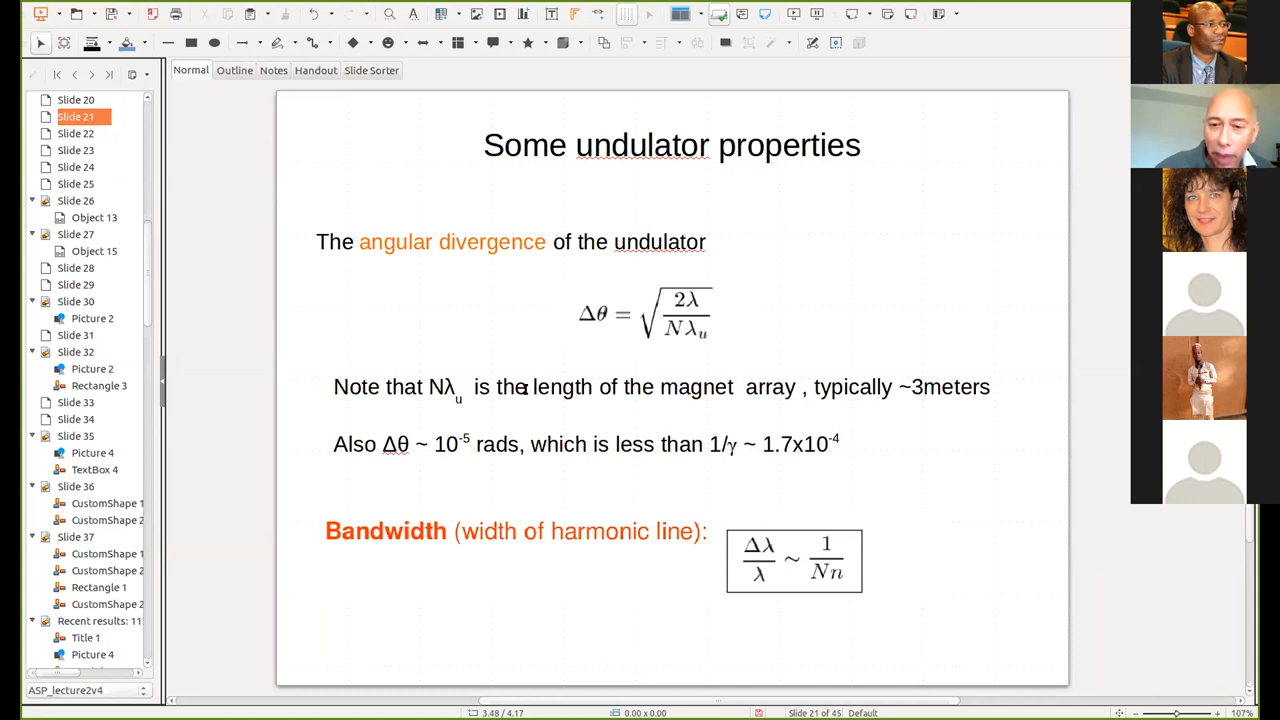 Normal
Outline
Notes
Handout
Slide Sorter
Slide 20
Slide 21
Slide 22
Slide 23
Slide 24
Slide 25
Slide 26
Object 13
Slide 27
Object 15
Slide 28
Slide 29
Slide 30
Picture 2
Slide 31
Slide 32
Picture 2
Rectangle 3
Slide 33
Slide 34
Slide 35
Picture 4
TextBox 4
Slide 36
CustomShape 1
CustomShape 2
Slide 37
CustomShape 1
CustomShape 2
Rectangle 1
CustomShape 2
Recent results: 11
Title 1
Picture 4
ASP_lecture2v4
Some undulator properties
The angular divergence of the undulator
Δθ = √(2λ / Nλ_u)
Note that Nλ_u is the length of the magnet array , typically ~3meters
Also Δθ ~ 10^-5 rads, which is less than 1/γ ~ 1.7x10^-4
Bandwidth (width of harmonic line):
Δλ/λ ~ 1/Nn
3.48 / 4.17
0.00 x 0.00
Slide 21 of 45
Default
107%